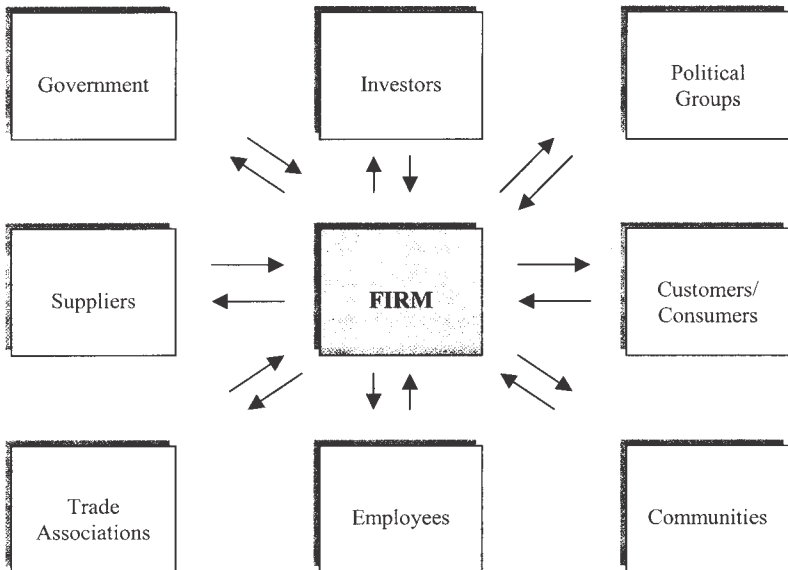 Government
Investors
Political
Groups
Suppliers
FIRM
Customers/
Consumers
Trade
Associations
Employees
Communities